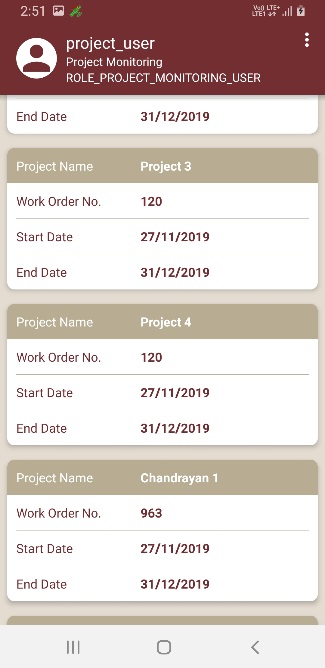 2:51
Vo)) LTE+
LTE1
project_user
Project Monitoring
ROLE_PROJECT_MONITORING_USER
End Date 31/12/2019
Project Name Project 3
Work Order No. 120
Start Date 27/11/2019
End Date 31/12/2019
Project Name Project 4
Work Order No. 120
Start Date 27/11/2019
End Date 31/12/2019
Project Name Chandrayan 1
Work Order No. 963
Start Date 27/11/2019
End Date 31/12/2019